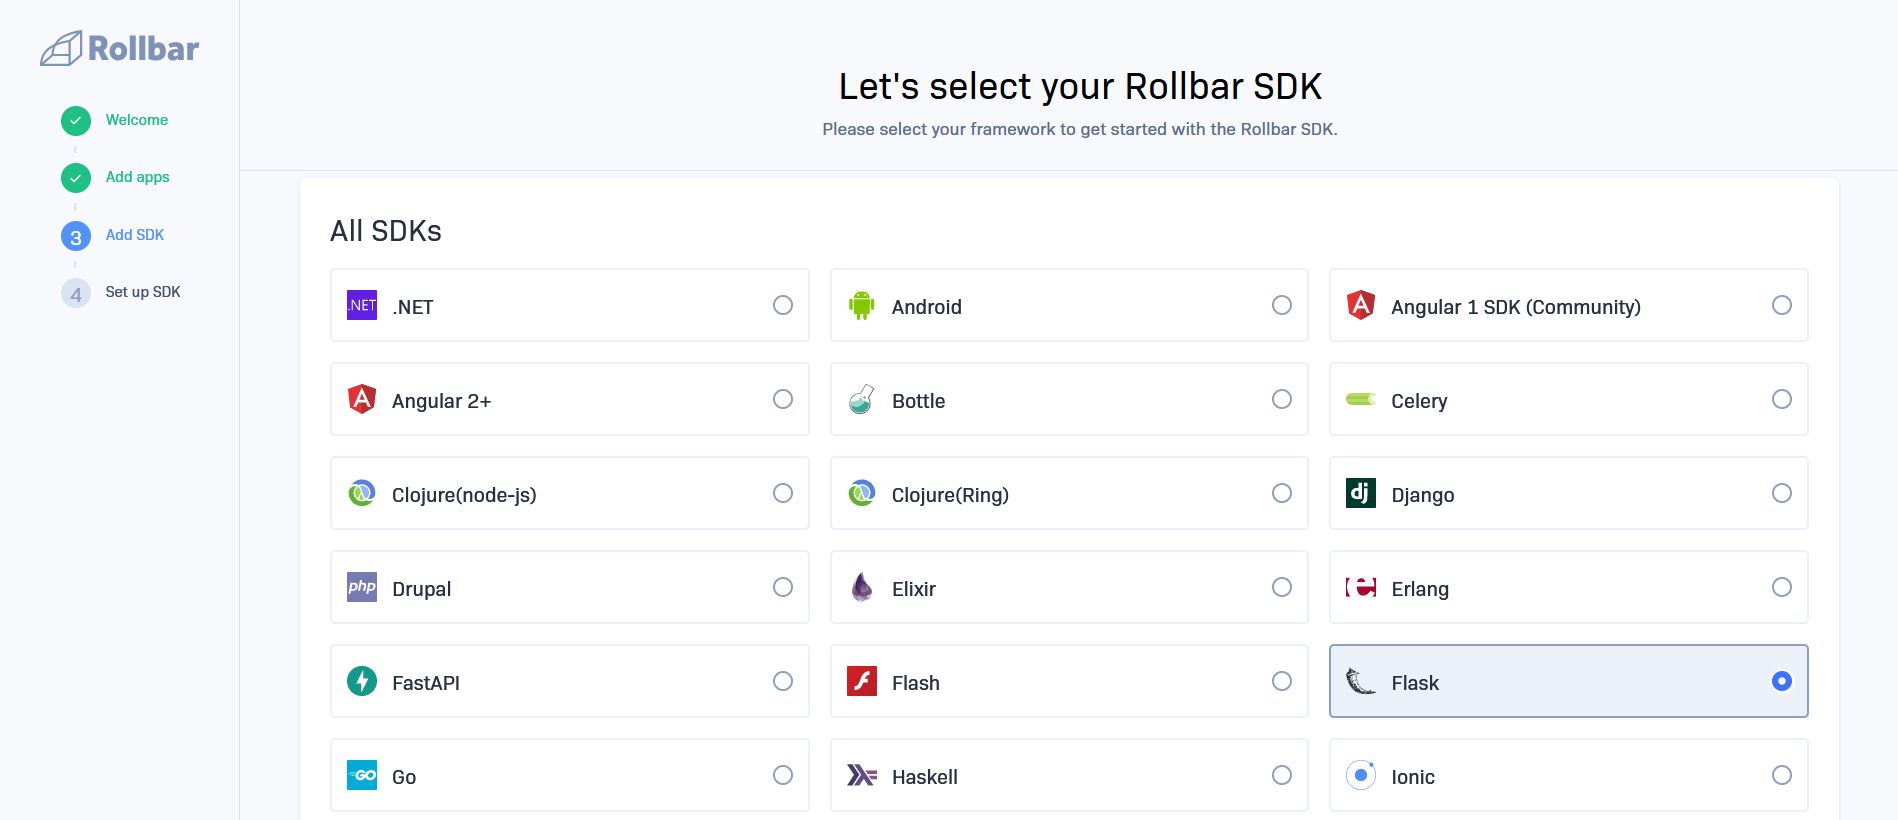 Rollbar
Welcome
Add apps
3 Add SDK
4 Set up SDK
Let's select your Rollbar SDK
Please select your framework to get started with the Rollbar SDK.
All SDKs
.NET .NET
Android
Angular 1 SDK (Community)
Angular 2+
Bottle
Celery
Clojure(node-js)
Clojure(Ring)
dj Django
php Drupal
Elixir
Erlang
FastAPI
Flash
Flask
GO Go
Haskell
Ionic